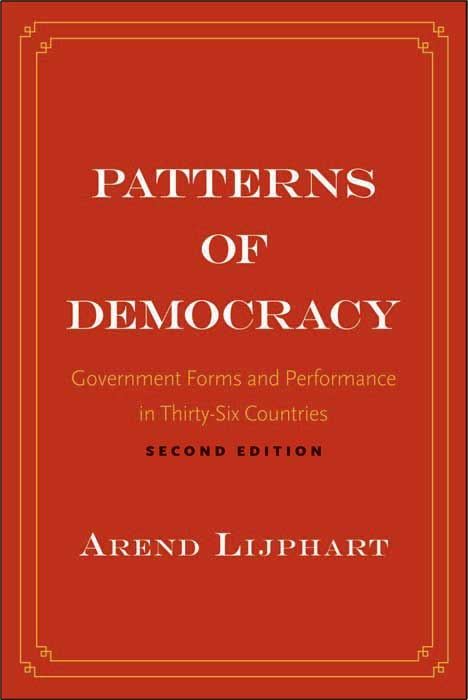 PATTERNS
OF
DEMOCRACY
Government Forms and Performance
in Thirty-Six Countries
SECOND EDITION
AREND LIJPHART